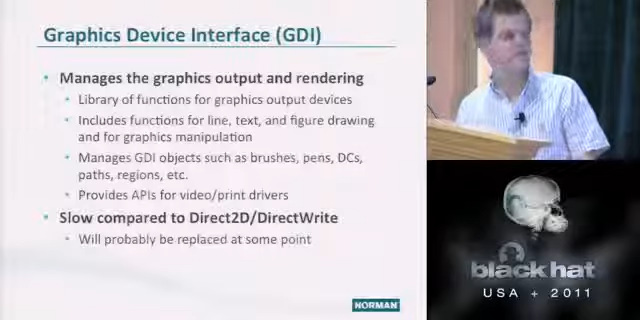 Graphics Device Interface (GDI)
• Manages the graphics output and rendering
• Library of functions for graphics output devices
• Includes functions for line, text, and figure drawing
and for graphics manipulation
• Manages GDI objects such as brushes, pens, DCs,
paths, regions, etc.
• Provides APIs for video/print drivers
• Slow compared to Direct2D/DirectWrite
• Will probably be replaced at some point
NORMAN
black hat
USA + 2011